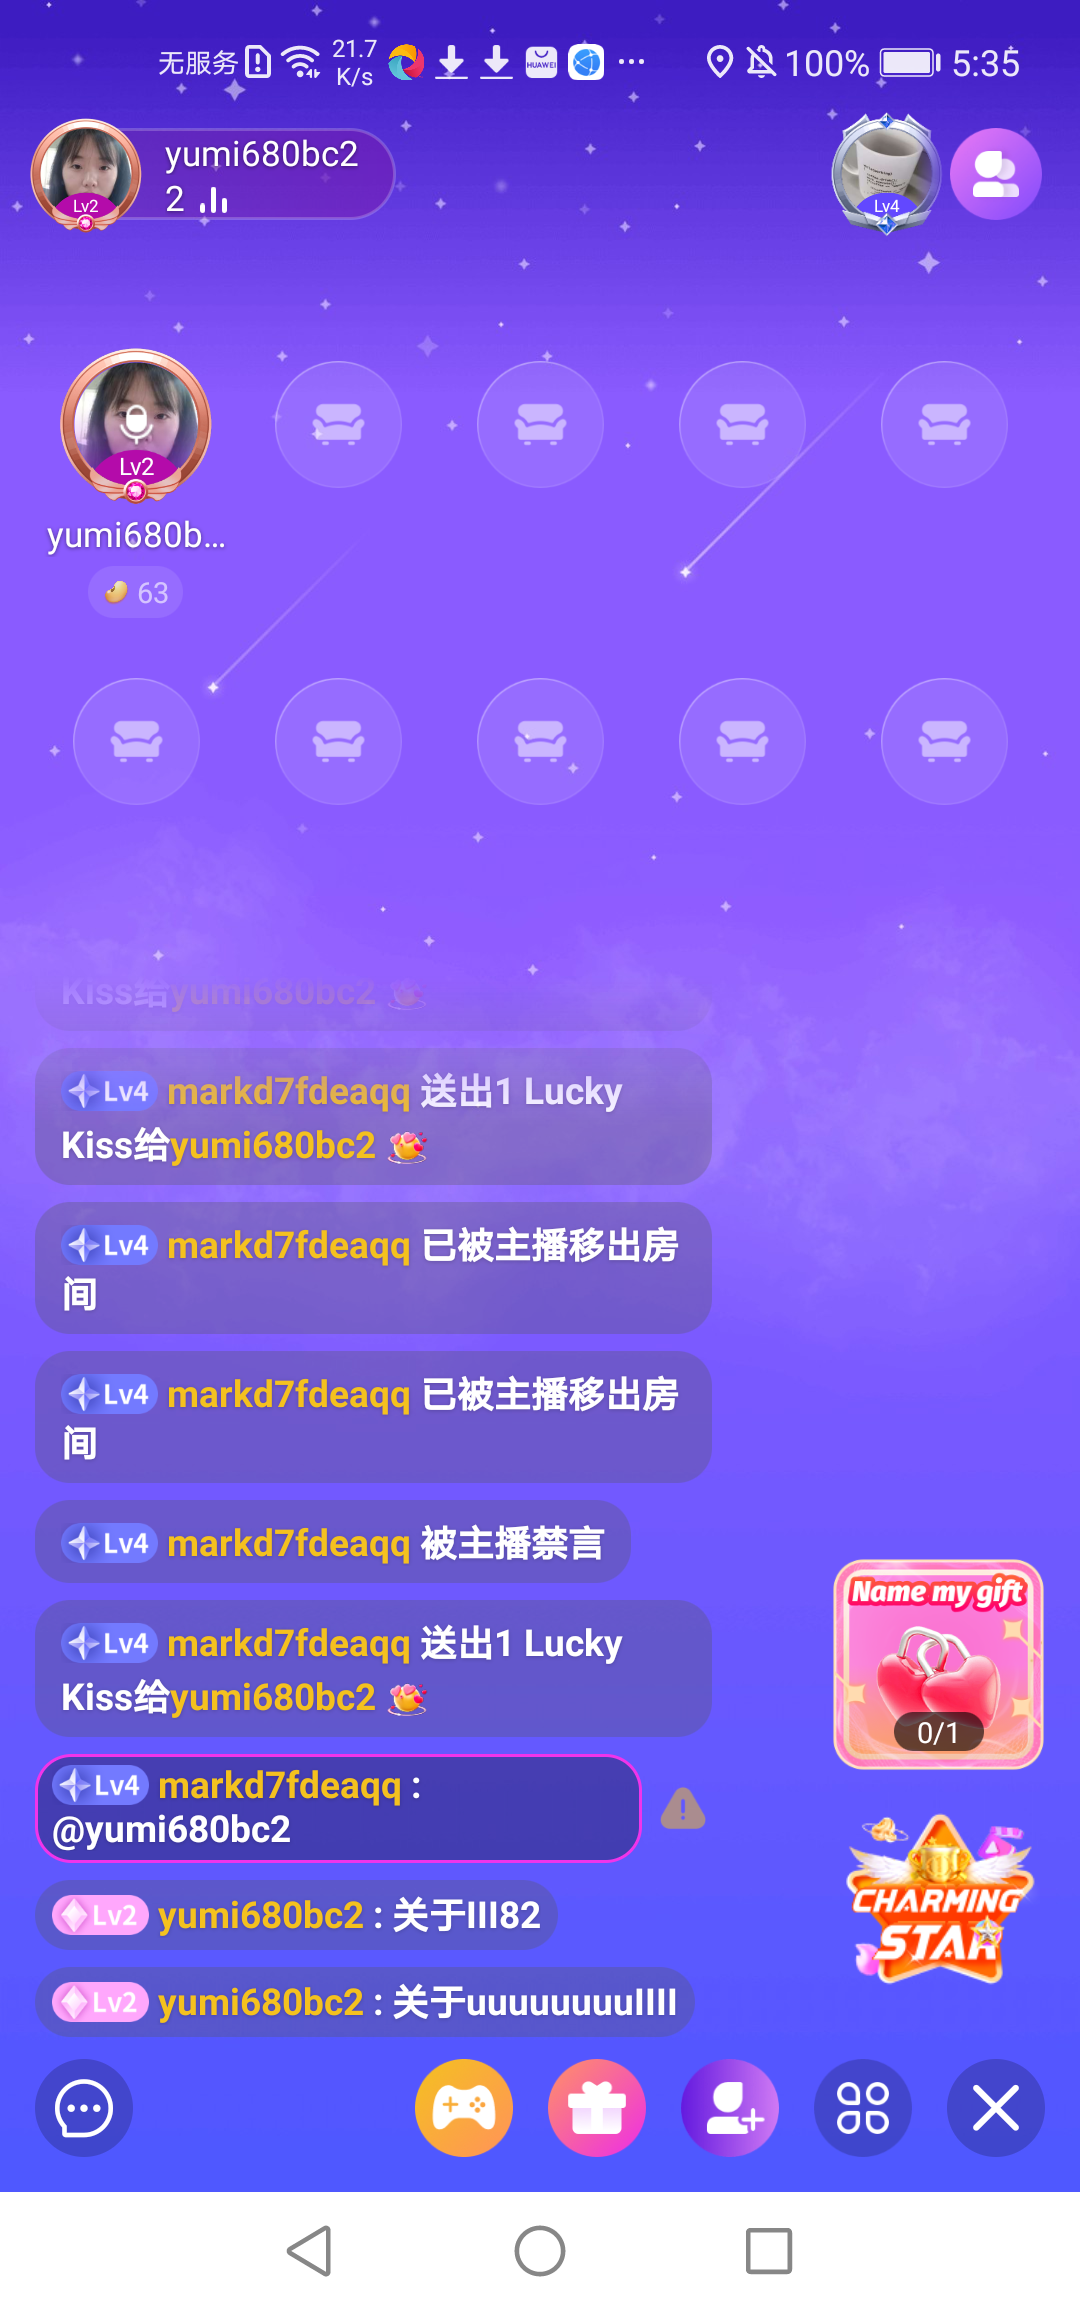 无服务 21.7 K/s HUAWEI 100% 5:35
yumi680bc2
2
Lv2
Lv4
Lv2
yumi680b...
63
Kiss给yumi680bc2
Lv4 markd7fdeaqq 送出1 Lucky
Kiss给yumi680bc2
Lv4 markd7fdeaqq 已被主播移出房
间
Lv4 markd7fdeaqq 已被主播移出房
间
Lv4 markd7fdeaqq 被主播禁言
Lv4 markd7fdeaqq 送出1 Lucky
Kiss给yumi680bc2
Lv4 markd7fdeaqq :
@yumi680bc2
Lv2 yumi680bc2 : 关于lll82
Lv2 yumi680bc2 : 关于uuuuuuuullll
Name my gift
0/1
CHARMING
STAR